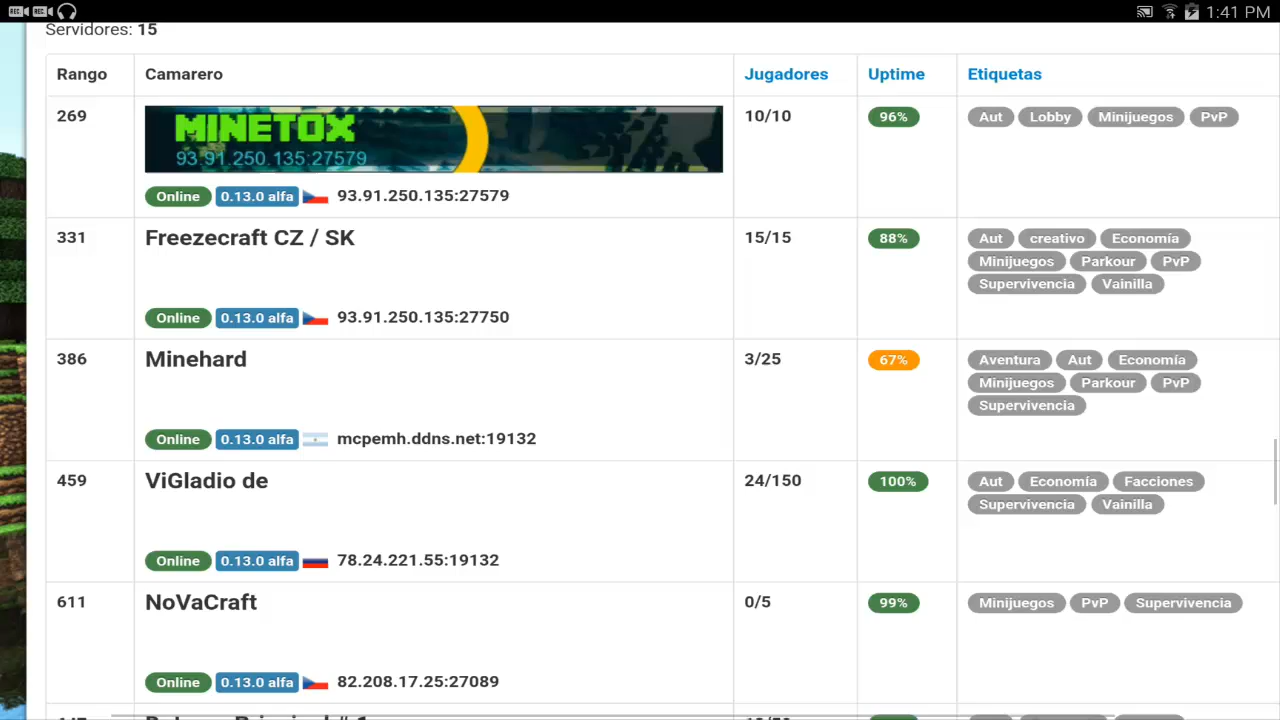 REC REC 1:41 PM
Servidores: 15
Rango Camarero Jugadores Uptime Etiquetas
269 MINETOX 10/10 96% Aut Lobby Minijuegos PvP
93.91.250.135:27579
Online 0.13.0 alfa 93.91.250.135:27579
331 Freezecraft CZ / SK 15/15 88% Aut creativo Economía
Minijuegos Parkour PvP
Supervivencia Vainilla
Online 0.13.0 alfa 93.91.250.135:27750
386 Minehard 3/25 67% Aventura Aut Economía
Minijuegos Parkour PvP
Supervivencia
Online 0.13.0 alfa mcpemh.ddns.net:19132
459 ViGladio de 24/150 100% Aut Economía Facciones
Supervivencia Vainilla
Online 0.13.0 alfa 78.24.221.55:19132
611 NoVaCraft 0/5 99% Minijuegos PvP Supervivencia
Online 0.13.0 alfa 82.208.17.25:27089